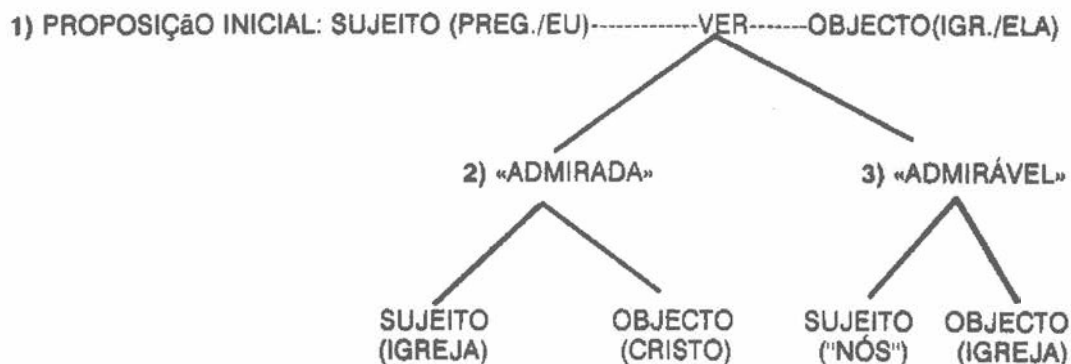 1) PROPOSIÇãO INICIAL: SUJEITO (PREG./EU)------------VER------OBJECTO(IGR./ELA)
2) «ADMIRADA» 3) «ADMIRÁVEL»
SUJEITO OBJECTO SUJEITO OBJECTO
(IGREJA) (CRISTO) ("NÓS") (IGREJA)